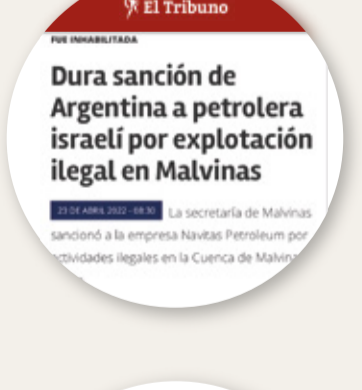 El Tribuno
FUE INHABILITADA
Dura sanción de
Argentina a petrolera
israelí por explotación
ilegal en Malvinas
23 DE ABRIL 2022 - 08:30 La secretaría de Malvinas
sancionó a la empresa Navitas Petroleum por
actividades ilegales en la Cuenca de Malvin